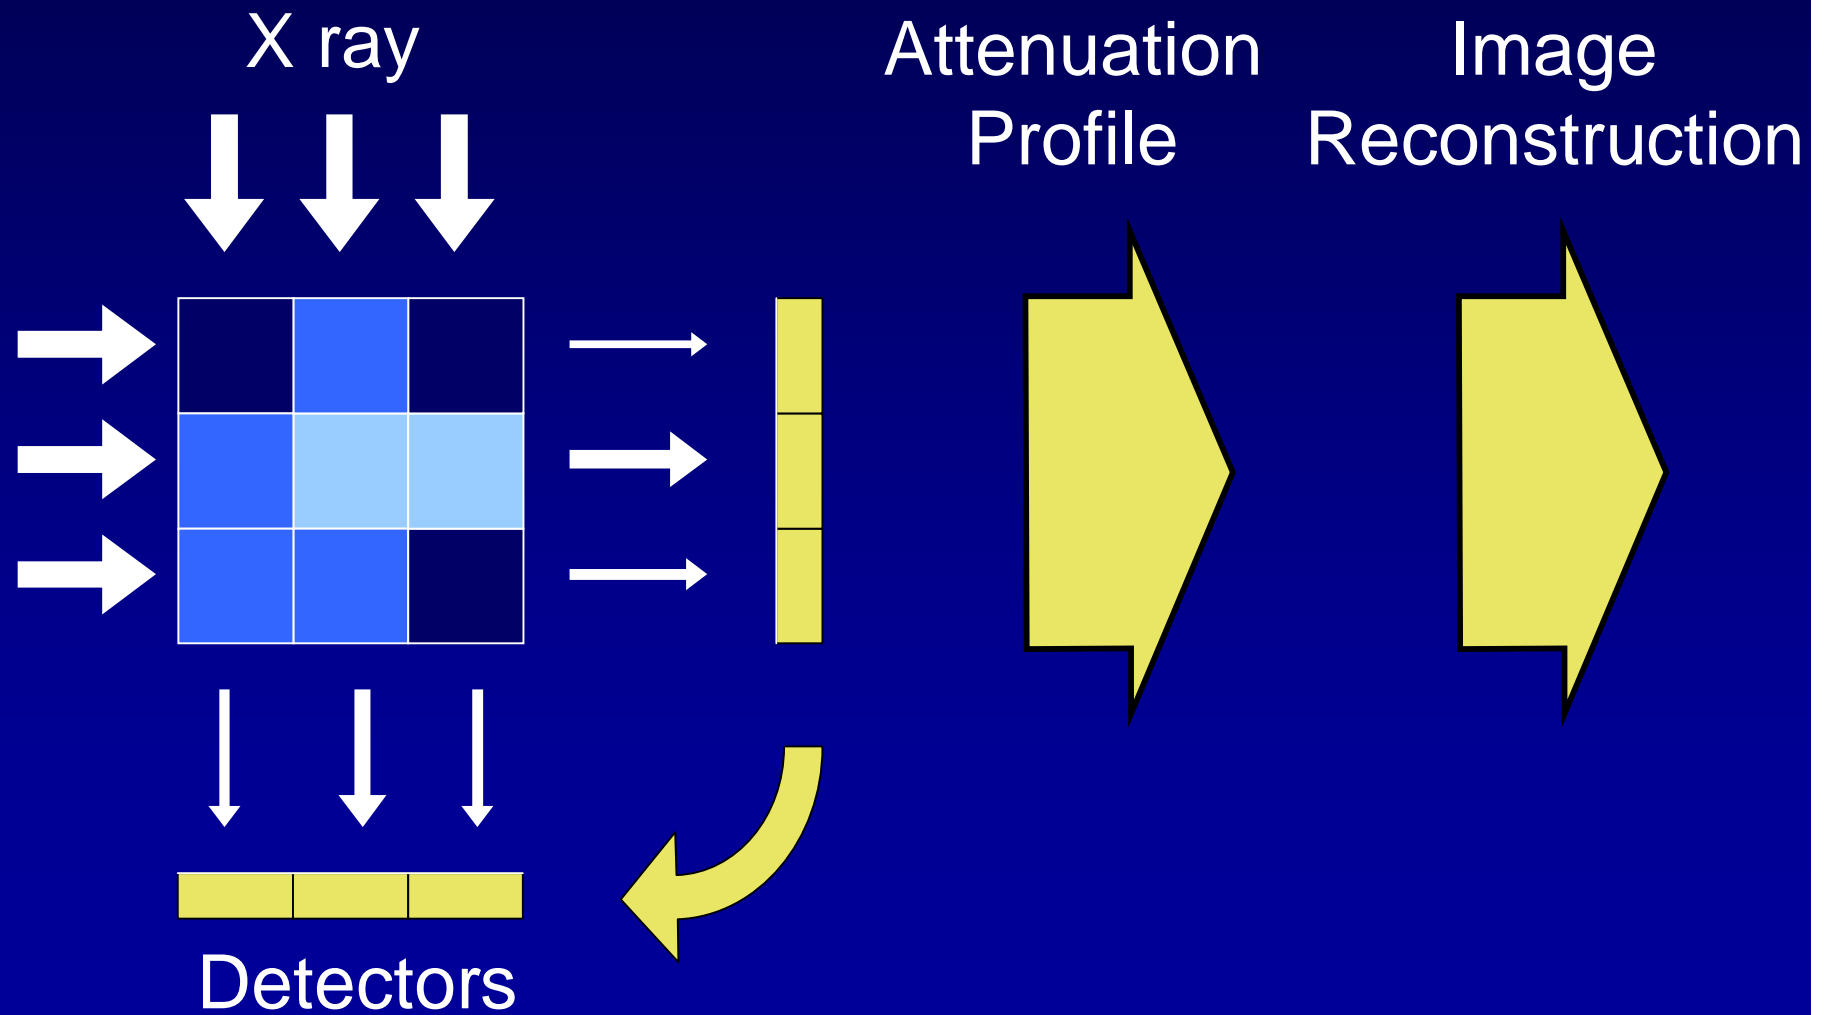 X ray
Attenuation
Profile
Image
Reconstruction
Detectors